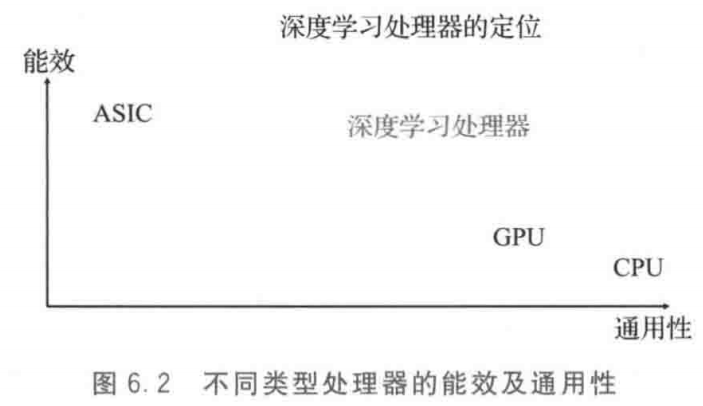 深度学习处理器的定位
能效
ASIC
深度学习处理器
GPU
CPU
通用性
图 6.2 不同类型处理器的能效及通用性